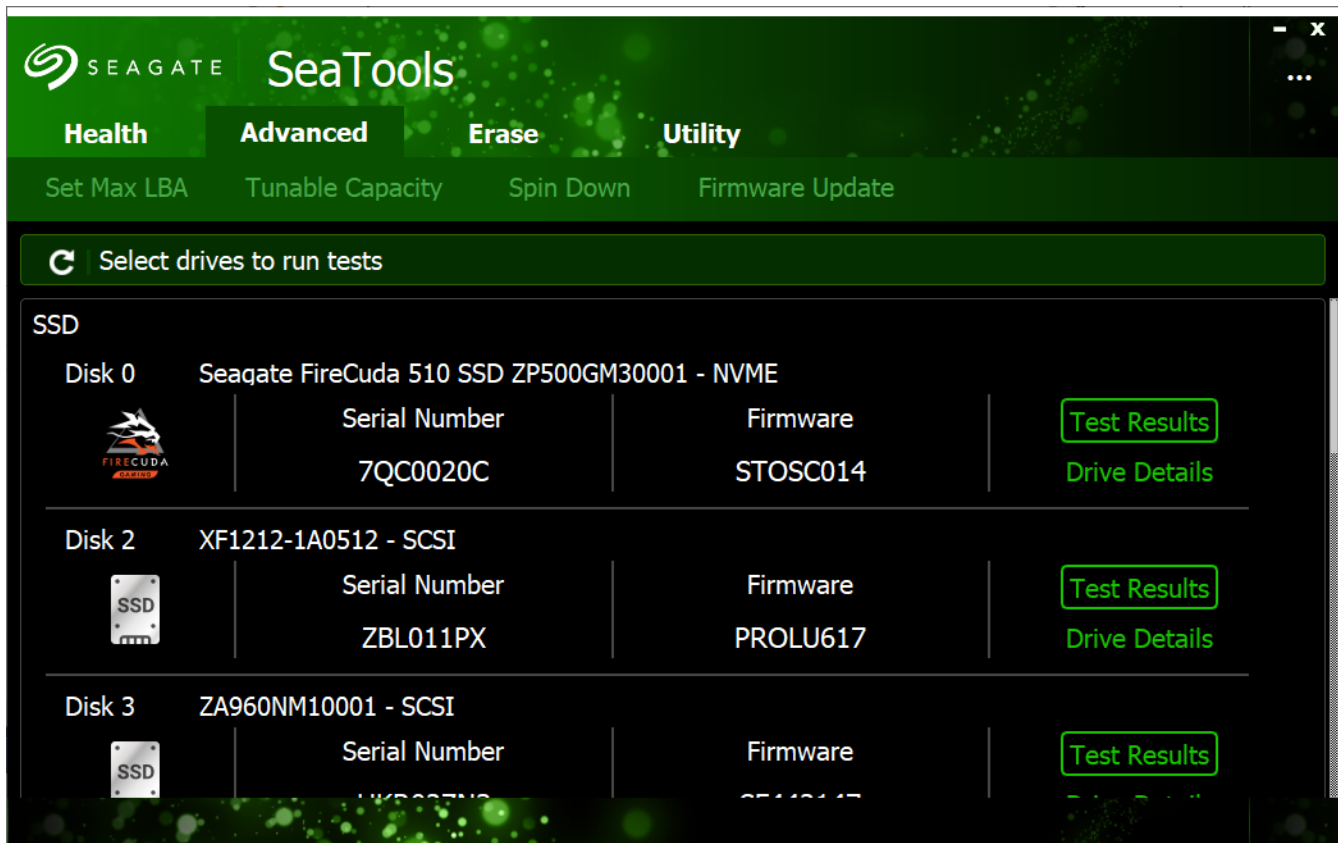 SEAGATE SeaTools
- x
...
Health Advanced Erase Utility
Set Max LBA Tunable Capacity Spin Down Firmware Update
Select drives to run tests
SSD
Disk 0 Seagate FireCuda 510 SSD ZP500GM30001 - NVME
Serial Number Firmware Test Results
FIRECUDA
GAMING
7QC0020C STOSC014 Drive Details
Disk 2 XF1212-1A0512 - SCSI
Serial Number Firmware Test Results
SSD
ZBL011PX PROLU617 Drive Details
Disk 3 ZA960NM10001 - SCSI
Serial Number Firmware Test Results
SSD